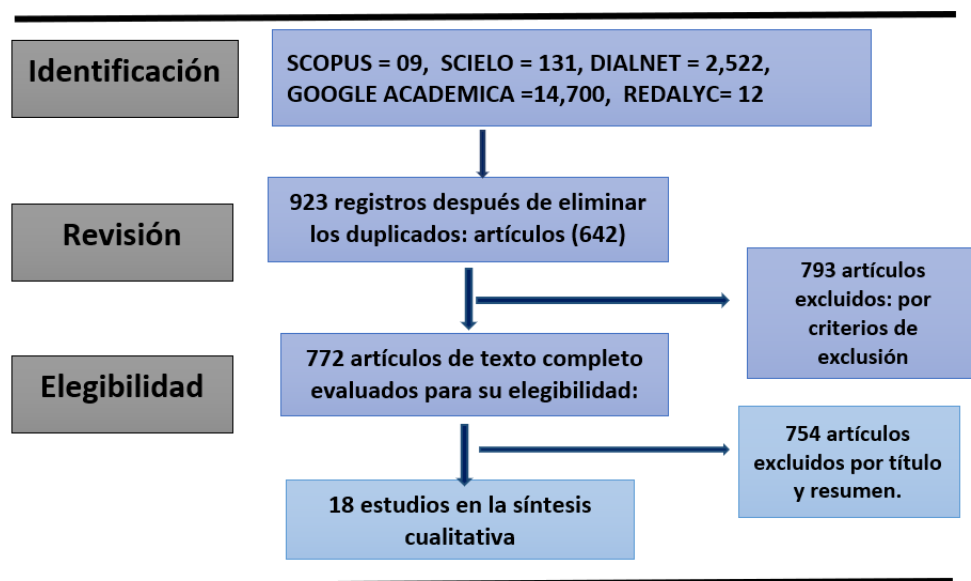 Identificación
SCOPUS = 09, SCIELO = 131, DIALNET = 2,522,
GOOGLE ACADEMICA =14,700, REDALYC= 12
Revisión
923 registros después de eliminar
los duplicados: artículos (642)
793 artículos
excluidos: por
criterios de
exclusión
Elegibilidad
772 artículos de texto completo
evaluados para su elegibilidad:
754 artículos
excluidos por título
y resumen.
18 estudios en la síntesis
cualitativa